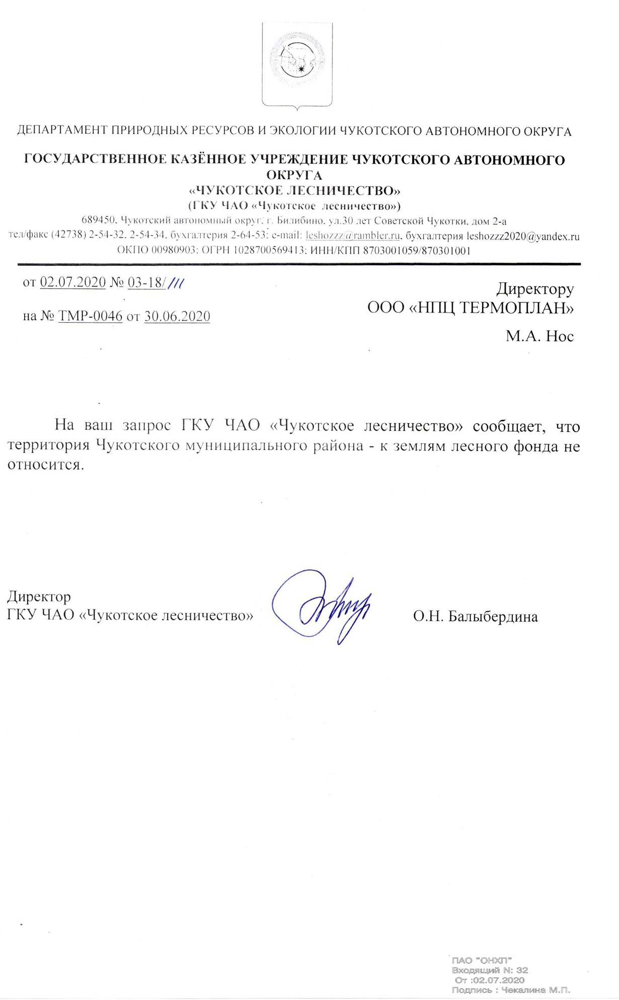 ДЕПАРТАМЕНТ ПРИРОДНЫХ РЕСУРСОВ И ЭКОЛОГИИ ЧУКОТСКОГО АВТОНОМНОГО ОКРУГА
ГОСУДАРСТВЕННОЕ КАЗЁННОЕ УЧРЕЖДЕНИЕ ЧУКОТСКОГО АВТОНОМНОГО
ОКРУГА
«ЧУКОТСКОЕ ЛЕСНИЧЕСТВО»
(ГКУ ЧАО «Чукотское лесничество»)
689450, Чукотский автономный округ, г. Билибино, ул.30 лет Советской Чукотки, дом 2-а
тел/факс (42738) 2-54-32, 2-54-34, бухгалтерия 2-64-53; e-mail: leshozzz@rambler.ru, бухгалтерия leshozzz2020@yandex.ru
ОКПО 00980903; ОГРН 1028700569413; ИНН/КПП 8703001059/870301001
от 02.07.2020 № 03-18/111
на № ТМР-0046 от 30.06.2020
Директору
ООО «НПЦ ТЕРМОПЛАН»
М.А. Нос
На ваш запрос ГКУ ЧАО «Чукотское лесничество» сообщает, что
территория Чукотского муниципального района - к землям лесного фонда не
относится.
Директор
ГКУ ЧАО «Чукотское лесничество»
О.Н. Балыбердина
ПАО "ОНХП"
Входящий N: 32
От :02.07.2020
Подпись : Чекалина М.П.